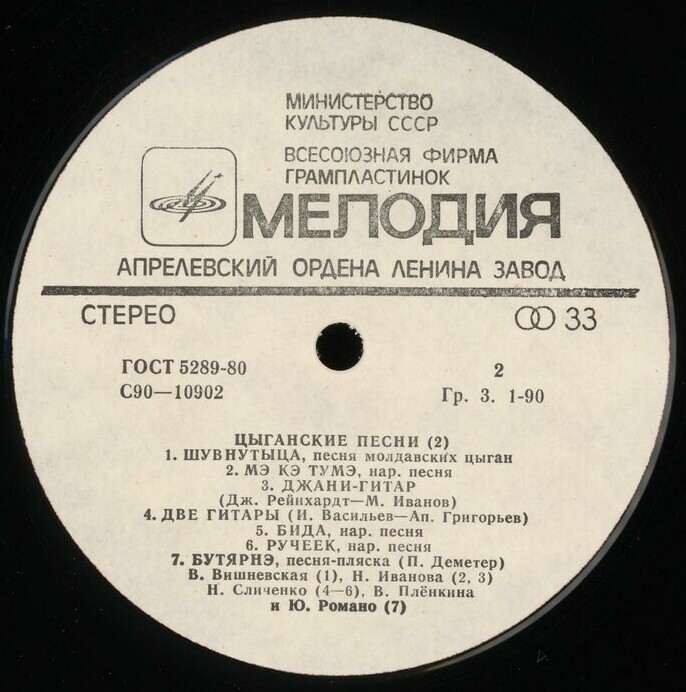 МИНИСТЕРСТВО
КУЛЬТУРЫ СССР
ВСЕСОЮЗНАЯ ФИРМА
ГРАМПЛАСТИНОК
МЕЛОДИЯ
АПРЕЛЕВСКИЙ ОРДЕНА ЛЕНИНА ЗАВОД
СТЕРЕО
33
ГОСТ 5289-80
С90—10902
2
Гр. 3. 1-90
ЦЫГАНСКИЕ ПЕСНИ (2)
1. ШУВНУТЫЦА, песня молдавских цыган
2. МЭ КЭ ТУМЭ, нар. песня
3. ДЖАНИ-ГИТАР
(Дж. Рейнхардт—М. Иванов)
4. ДВЕ ГИТАРЫ (И. Васильев—Ап. Григорьев)
5. БИДА, нар. песня
6. РУЧЕЕК, нар. песня
7. БУТЯРНЭ, песня-пляска (П. Деметер)
В. Вишневская (1), Н. Иванова (2, 3)
Н. Сличенко (4—6), В. Плёнкина
и Ю. Романо (7)